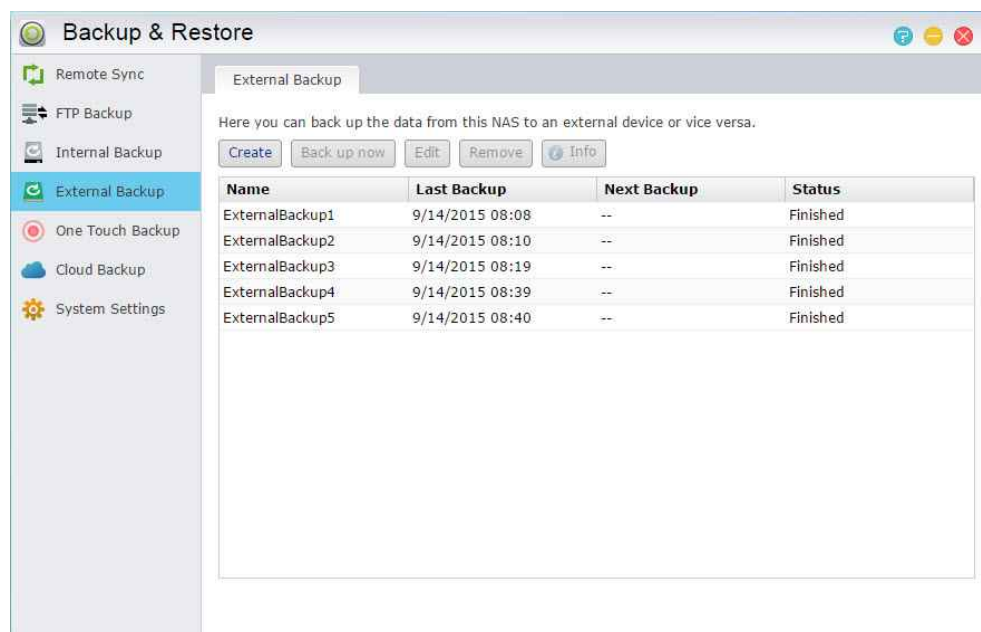 Backup & Restore
Remote Sync
FTP Backup
Internal Backup
External Backup
One Touch Backup
Cloud Backup
System Settings
External Backup
Here you can back up the data from this NAS to an external device or vice versa.
Create Back up now Edit Remove Info
Name Last Backup Next Backup Status
ExternalBackup1 9/14/2015 08:08 -- Finished
ExternalBackup2 9/14/2015 08:10 -- Finished
ExternalBackup3 9/14/2015 08:19 -- Finished
ExternalBackup4 9/14/2015 08:39 -- Finished
ExternalBackup5 9/14/2015 08:40 -- Finished